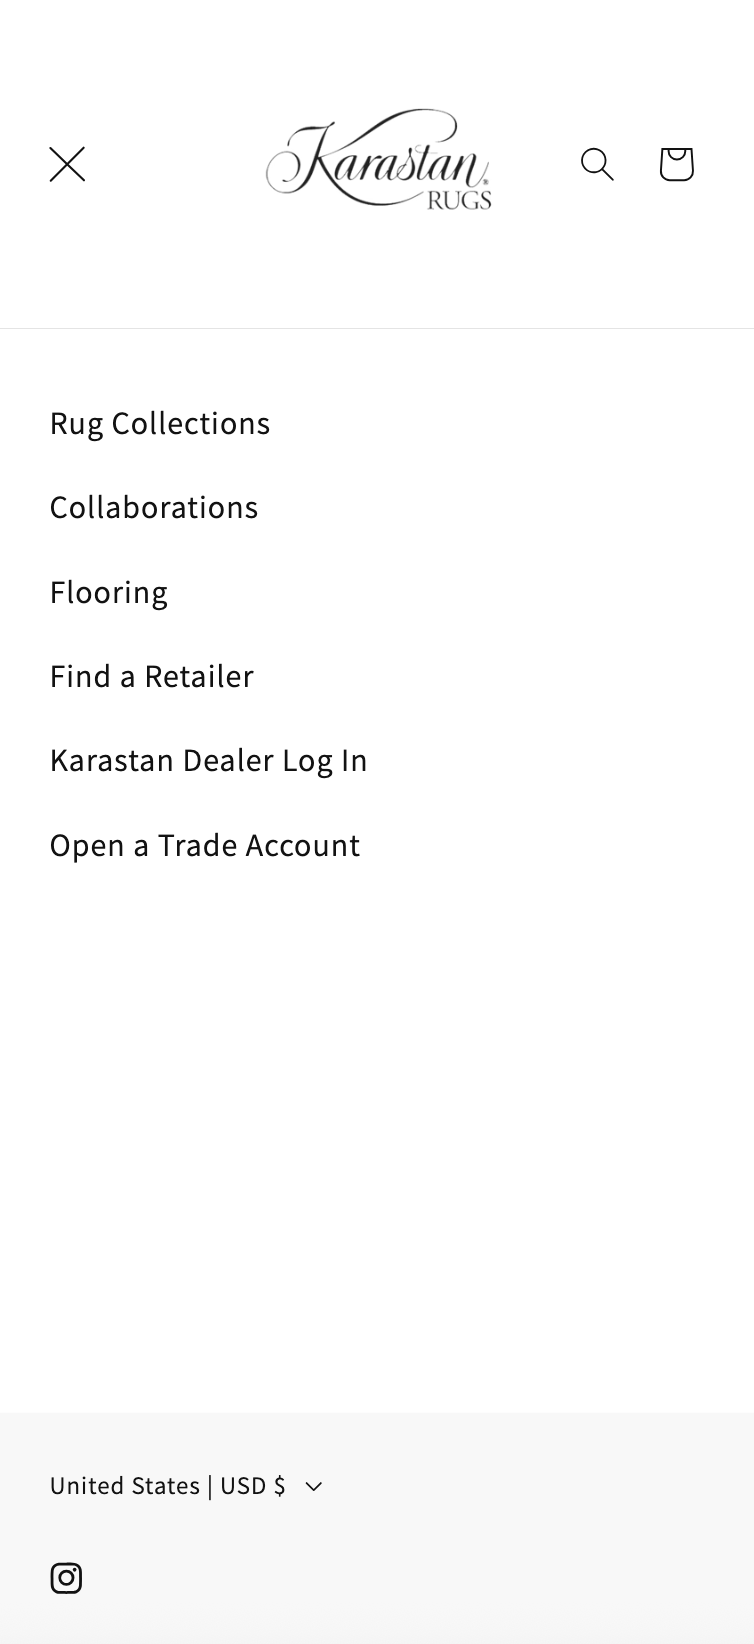 Karastan®
RUGS
Rug Collections
Collaborations
Flooring
Find a Retailer
Karastan Dealer Log In
Open a Trade Account
United States | USD $